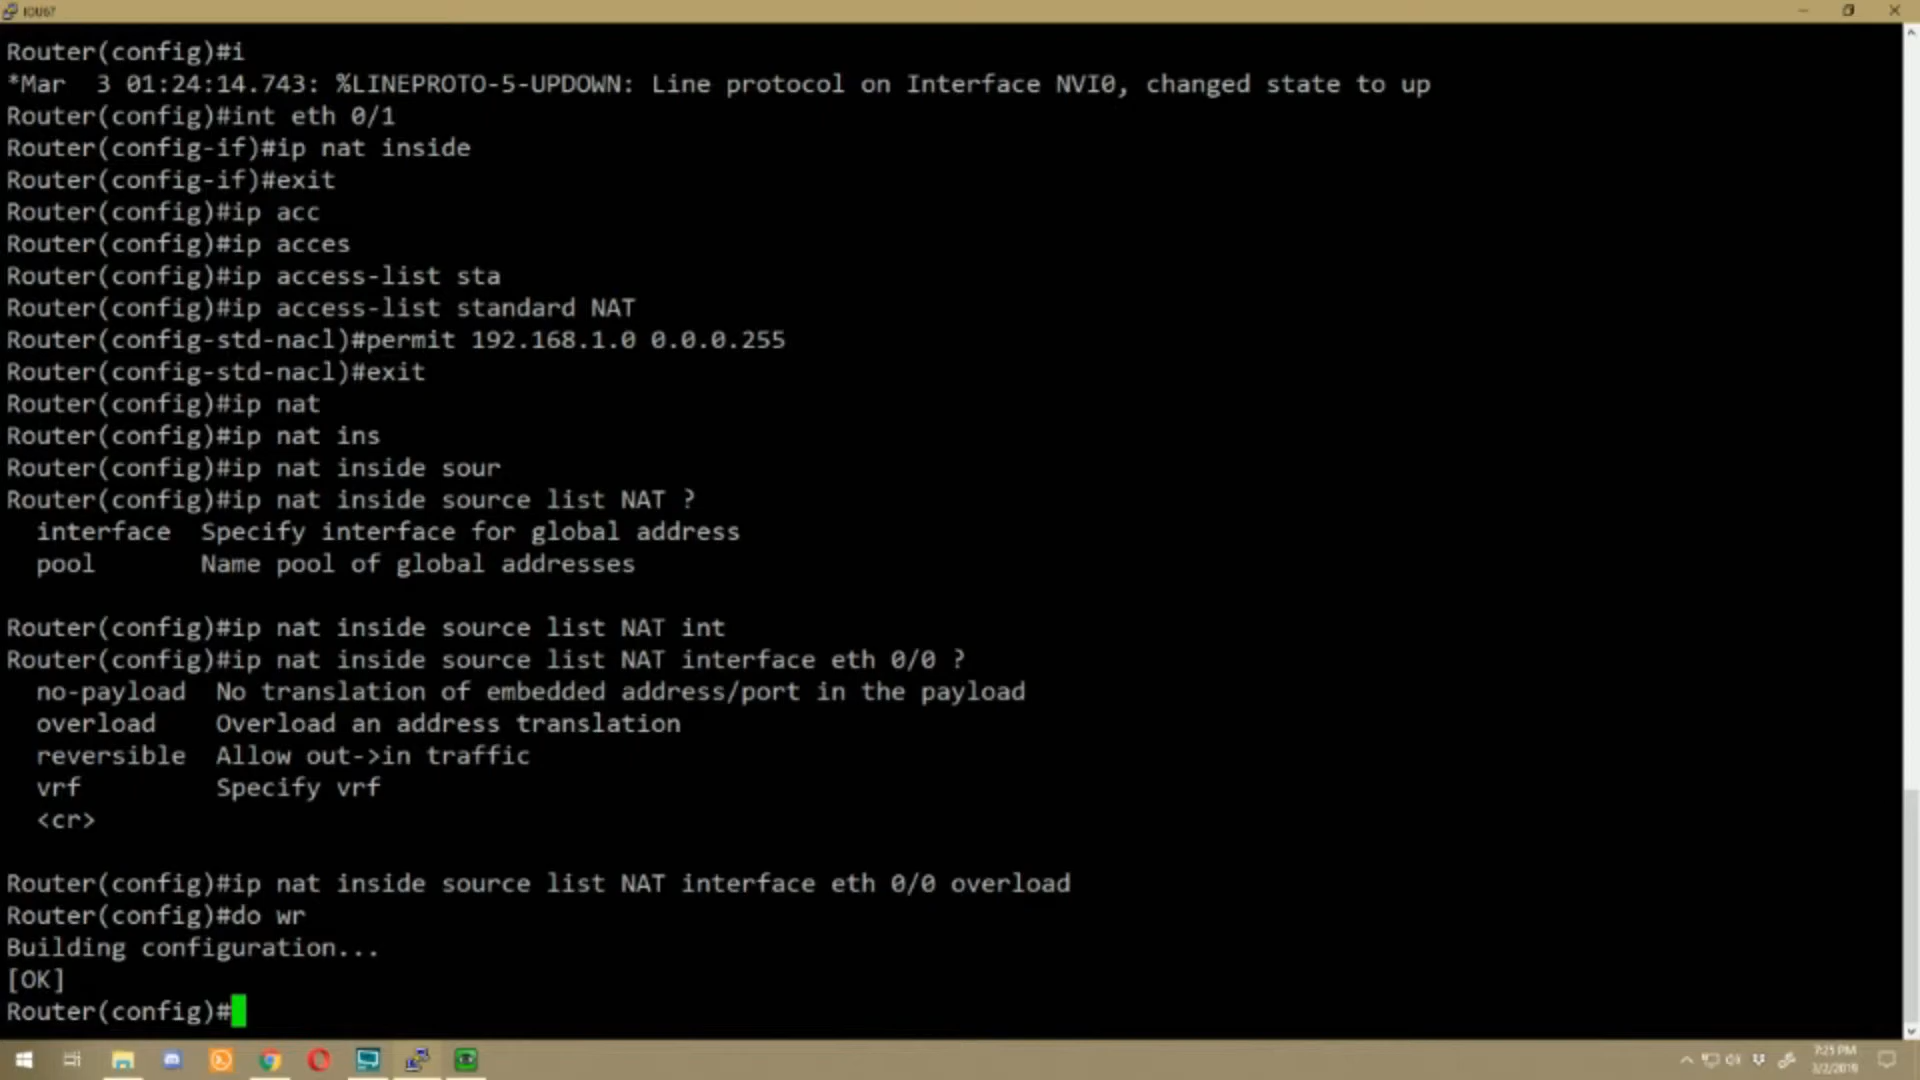 IOU67
Router(config)#i
*Mar  3 01:24:14.743: %LINEPROTO-5-UPDOWN: Line protocol on Interface NVI0, changed state to up
Router(config)#int eth 0/1
Router(config-if)#ip nat inside
Router(config-if)#exit
Router(config)#ip acc
Router(config)#ip acces
Router(config)#ip access-list sta
Router(config)#ip access-list standard NAT
Router(config-std-nacl)#permit 192.168.1.0 0.0.0.255
Router(config-std-nacl)#exit
Router(config)#ip nat
Router(config)#ip nat ins
Router(config)#ip nat inside sour
Router(config)#ip nat inside source list NAT ?
  interface  Specify interface for global address
  pool       Name pool of global addresses
Router(config)#ip nat inside source list NAT int
Router(config)#ip nat inside source list NAT interface eth 0/0 ?
  no-payload  No translation of embedded address/port in the payload
  overload    Overload an address translation
  reversible  Allow out->in traffic
  vrf         Specify vrf
  <cr>
Router(config)#ip nat inside source list NAT interface eth 0/0 overload
Router(config)#do wr
Building configuration...
[OK]
Router(config)#
7:25 PM
3/2/2019